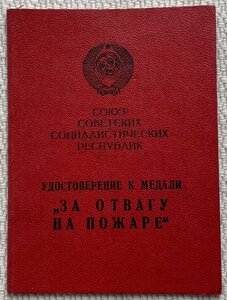 СОЮЗ
СОВЕТСКИХ
СОЦИАЛИСТИЧЕСКИХ
РЕСПУБЛИК
УДОСТОВЕРЕНИЕ К МЕДАЛИ
„ЗА ОТВАГУ
НА ПОЖАРЕ“